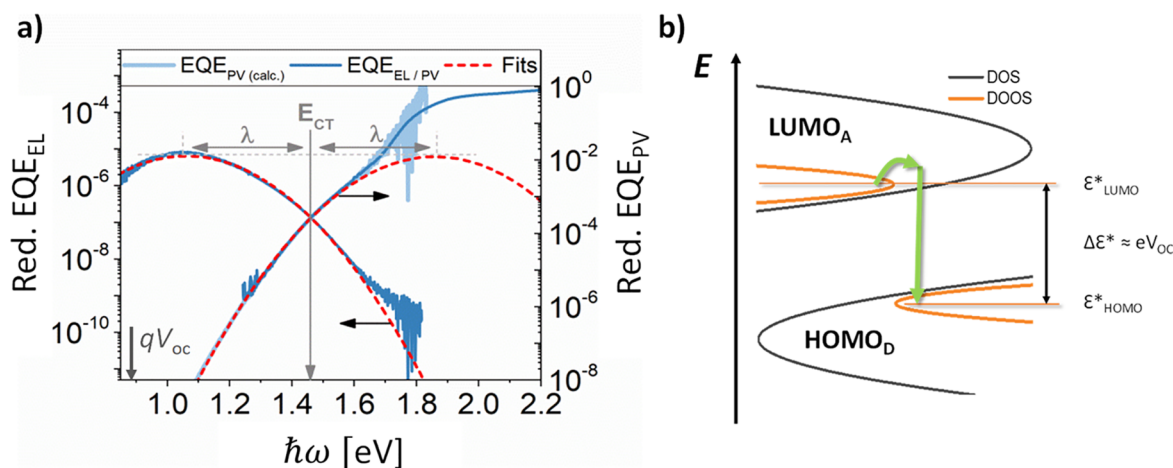 a)
EQE_PV (calc.) EQE_EL / PV Fits
Red. EQE_EL
10⁻⁴
10⁻⁶
10⁻⁸
10⁻¹⁰
E_CT
λ
λ
qV_oc
10⁰
10⁻²
10⁻⁴
10⁻⁶
10⁻⁸
Red. EQE_PV
1.0 1.2 1.4 1.6 1.8 2.0 2.2
ℏω [eV]
b)
E
DOS
DOOS
LUMO_A
ε*_LUMO
Δε* ≈ eV_OC
ε*_HOMO
HOMO_D